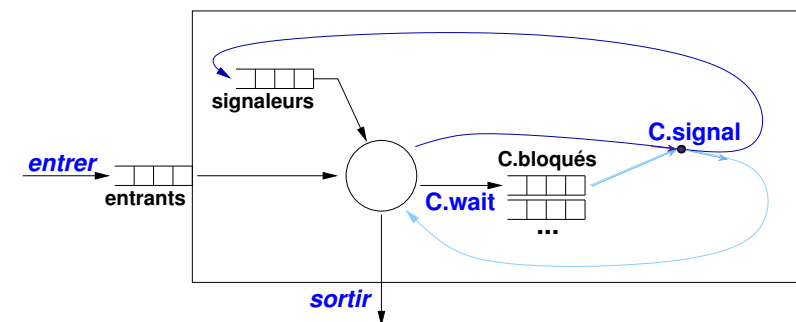 signaleurs
C.signal
entrer
C.bloqués
entrants
C.wait
...
sortir